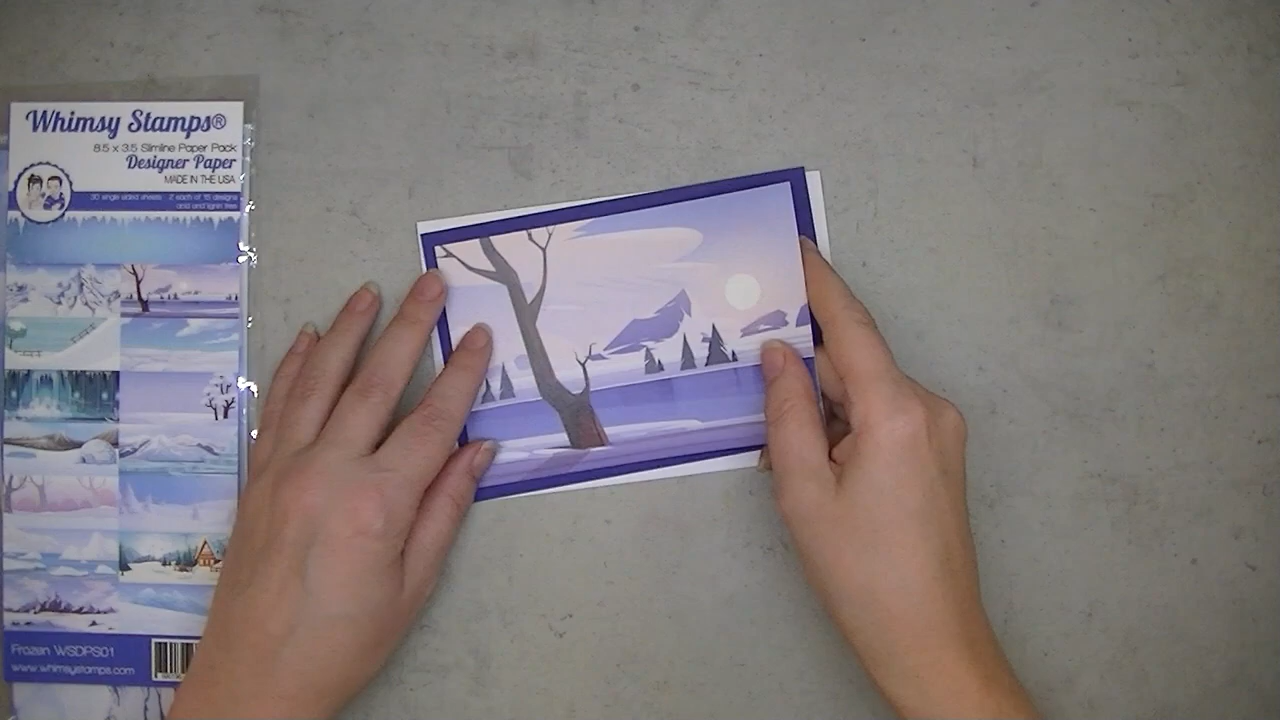 Whimsy Stamps®
8.5 x 3.5 Slimline Paper Pack
Designer Paper
MADE IN THE USA
30 single sided sheets 2 each of 15 designs
acid and lignin free
Frozen WSDPS01
www.whimsystamps.com